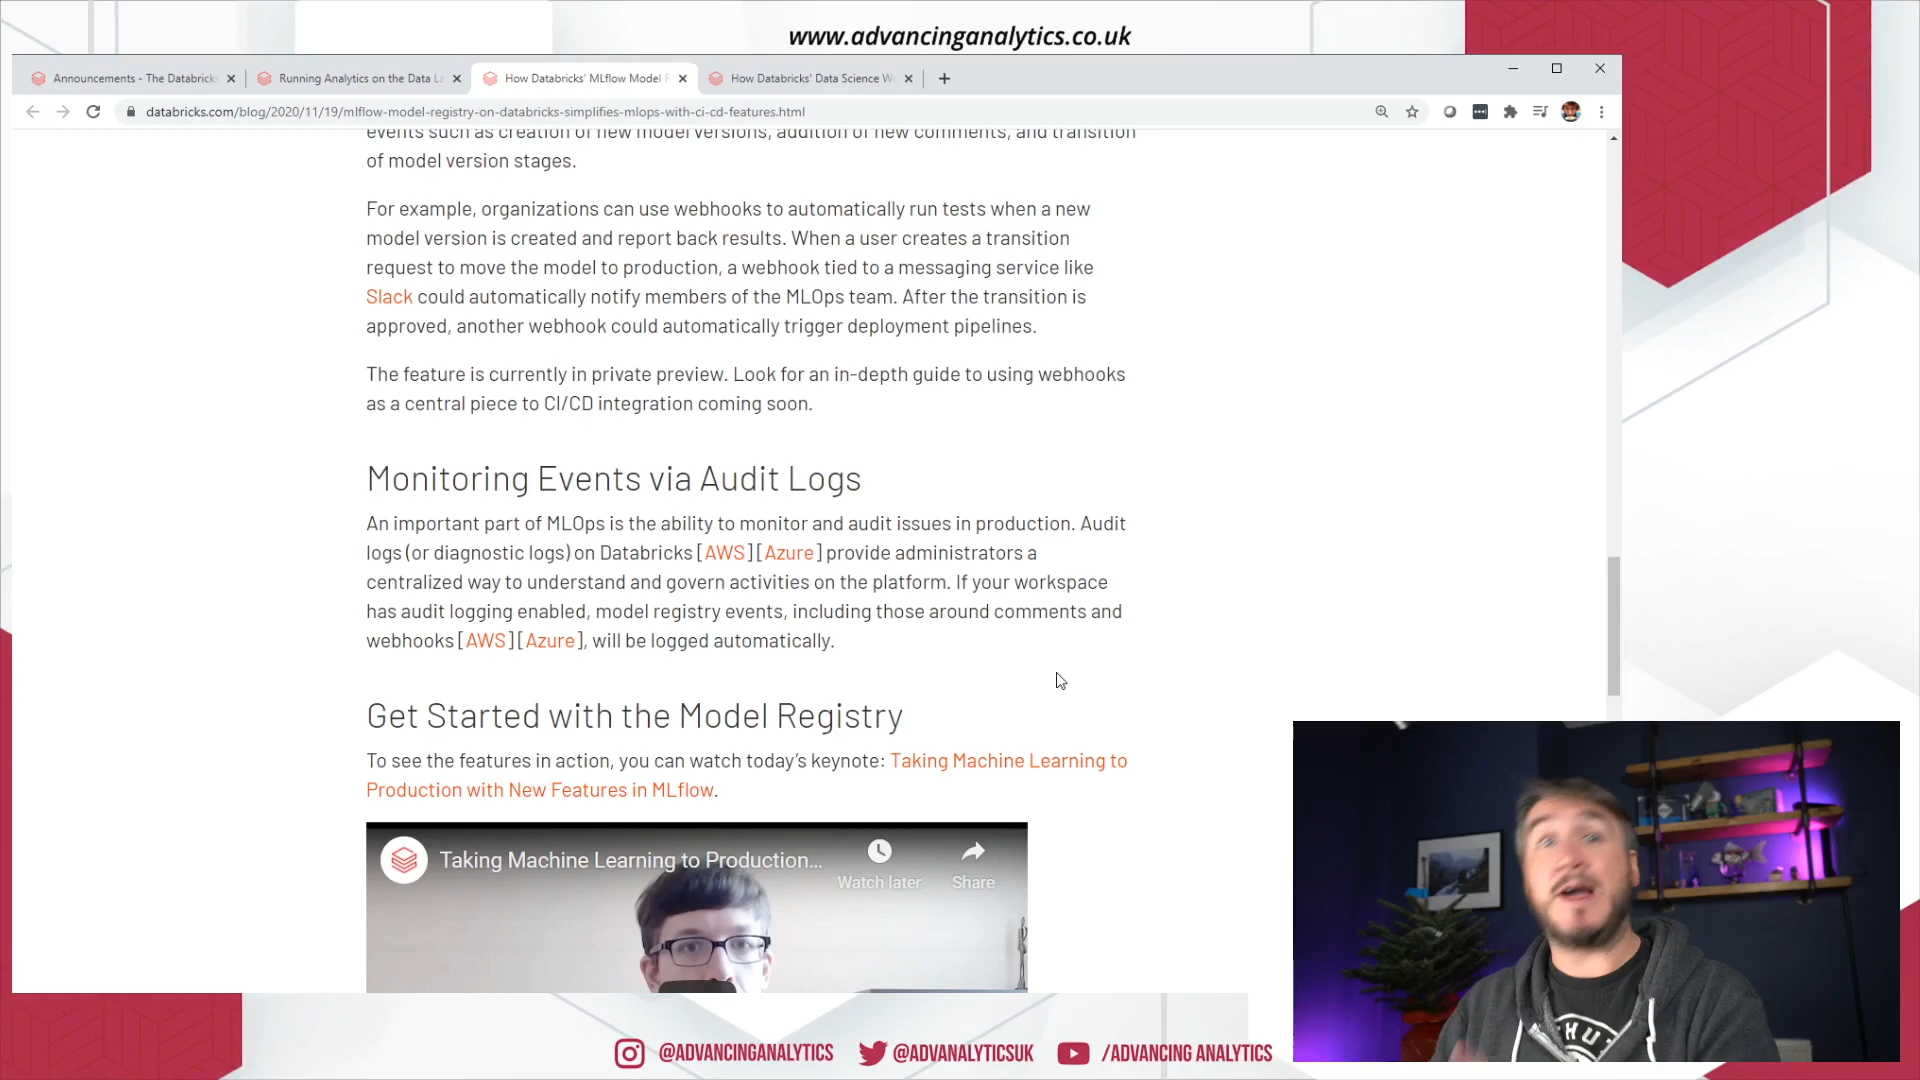 www.advancinganalytics.co.uk
Announcements - The Databricks
Running Analytics on the Data La
How Databricks' MLflow Model R
How Databricks' Data Science Wo
databricks.com/blog/2020/11/19/mlflow-model-registry-on-databricks-simplifies-mlops-with-ci-cd-features.html
events such as creation of new model versions, addition of new comments, and transition
of model version stages.
For example, organizations can use webhooks to automatically run tests when a new
model version is created and report back results. When a user creates a transition
request to move the model to production, a webhook tied to a messaging service like
Slack could automatically notify members of the MLOps team. After the transition is
approved, another webhook could automatically trigger deployment pipelines.
The feature is currently in private preview. Look for an in-depth guide to using webhooks
as a central piece to CI/CD integration coming soon.
Monitoring Events via Audit Logs
An important part of MLOps is the ability to monitor and audit issues in production. Audit
logs (or diagnostic logs) on Databricks [AWS][Azure] provide administrators a
centralized way to understand and govern activities on the platform. If your workspace
has audit logging enabled, model registry events, including those around comments and
webhooks [AWS][Azure], will be logged automatically.
Get Started with the Model Registry
To see the features in action, you can watch today's keynote: Taking Machine Learning to
Production with New Features in MLflow.
Taking Machine Learning to Production...
Watch later
Share
@ADVANCINGANALYTICS
@ADVANALYTICSUK
/ADVANCING ANALYTICS